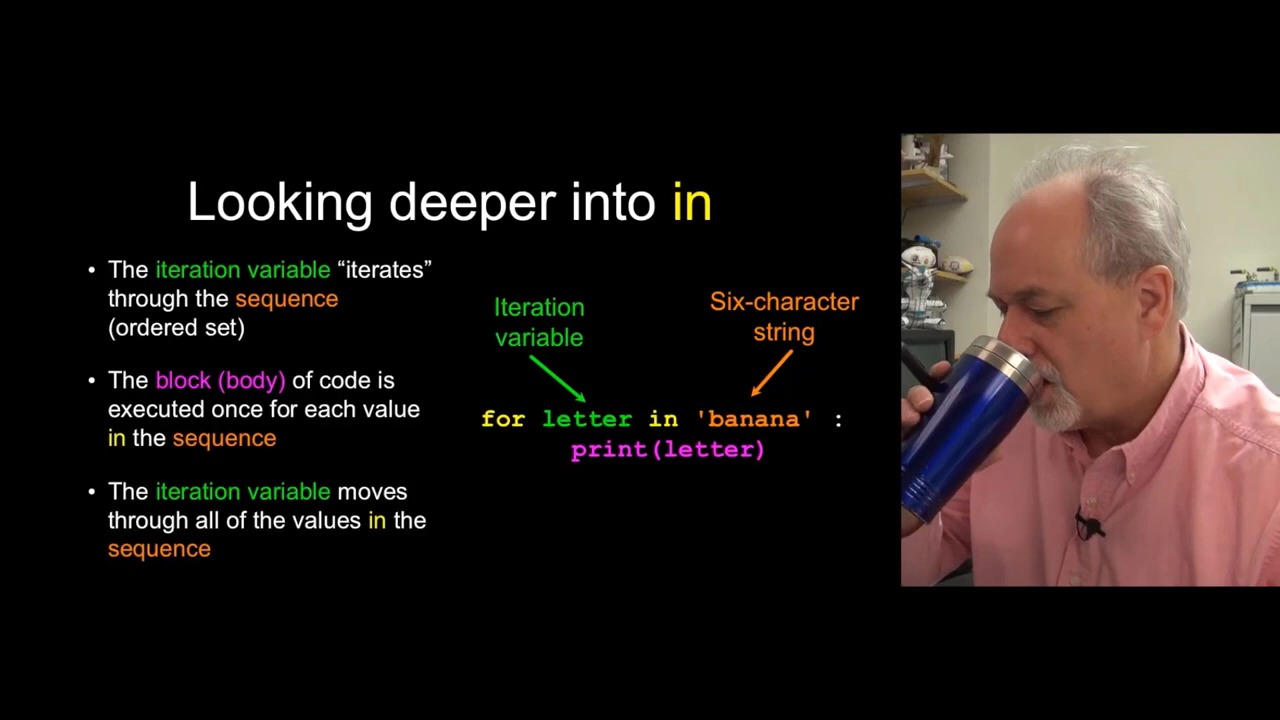 Looking deeper into in
• The iteration variable “iterates”
through the sequence
(ordered set)
• The block (body) of code is
executed once for each value
in the sequence
• The iteration variable moves
through all of the values in the
sequence
Iteration
variable
Six-character
string
for letter in 'banana' :
print(letter)